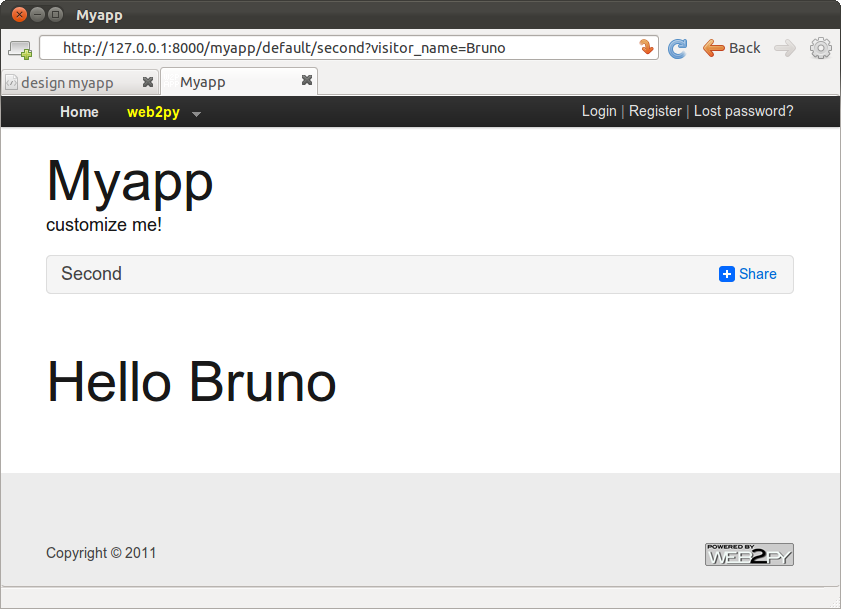 Myapp
http://127.0.0.1:8000/myapp/default/second?visitor_name=Bruno
Back
design myapp
Myapp
Home web2py Login | Register | Lost password?
Myapp
customize me!
Second Share
Hello Bruno
Copyright © 2011
POWERED BY
WEB2PY